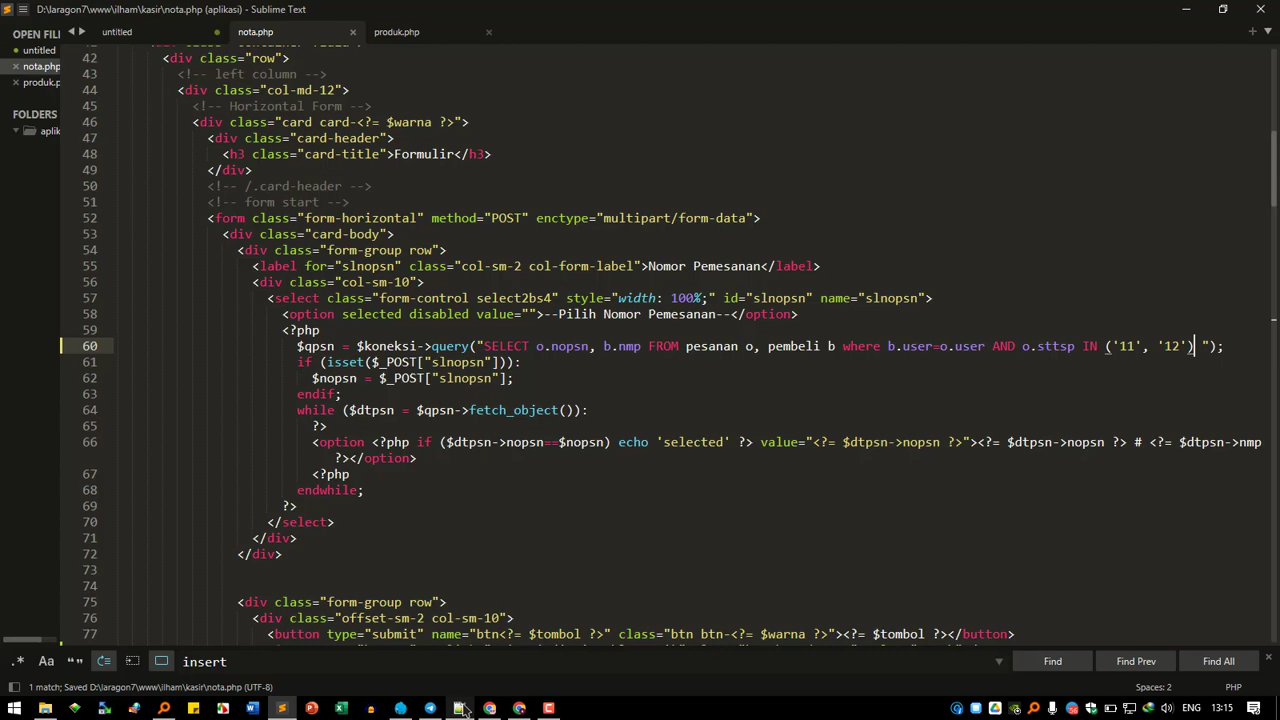 D:\laragon7\www\ilham\kasir\nota.php (aplikasi) - Sublime Text
OPEN FILES
untitled
nota.php
produk.php
untitled
nota.php
produk.p
FOLDERS
aplik
42 <div class="row">
43 <!-- left column -->
44 <div class="col-md-12">
45 <!-- Horizontal Form -->
46 <div class="card card-<?= $warna ?>">
47 <div class="card-header">
48 <h3 class="card-title">Formulir</h3>
49 </div>
50 <!-- /.card-header -->
51 <!-- form start -->
52 <form class="form-horizontal" method="POST" enctype="multipart/form-data">
53 <div class="card-body">
54 <div class="form-group row">
55 <label for="slnopsn" class="col-sm-2 col-form-label">Nomor Pemesanan</label>
56 <div class="col-sm-10">
57 <select class="form-control select2bs4" style="width: 100%;" id="slnopsn" name="slnopsn">
58 <option selected disabled value="">--Pilih Nomor Pemesanan--</option>
59 <?php
60 $qpsn = $koneksi->query("SELECT o.nopsn, b.nmp FROM pesanan o, pembeli b where b.user=o.user AND o.sttsp IN ('11', '12') ");
61 if (isset($_POST["slnopsn"])):
62 $nopsn = $_POST["slnopsn"];
63 endif;
64 while ($dtpsn = $qpsn->fetch_object()):
65 ?>
66 <option <?php if ($dtpsn->nopsn==$nopsn) echo 'selected' ?> value="<?= $dtpsn->nopsn ?>"><?= $dtpsn->nopsn ?> # <?= $dtpsn->nmp
?></option>
67 <?php
68 endwhile;
69 ?>
70 </select>
71 </div>
72 </div>
73
74
75 <div class="form-group row">
76 <div class="offset-sm-2 col-sm-10">
77 <button type="submit" name="btn<?= $tombol ?>" class="btn btn-<?= $warna ?>"><?= $tombol ?></button>
.* Aa “” insert Find Find Prev Find All
1 match; Saved D:\laragon7\www\ilham\kasir\nota.php (UTF-8) Spaces: 2 PHP
ENG 13:15